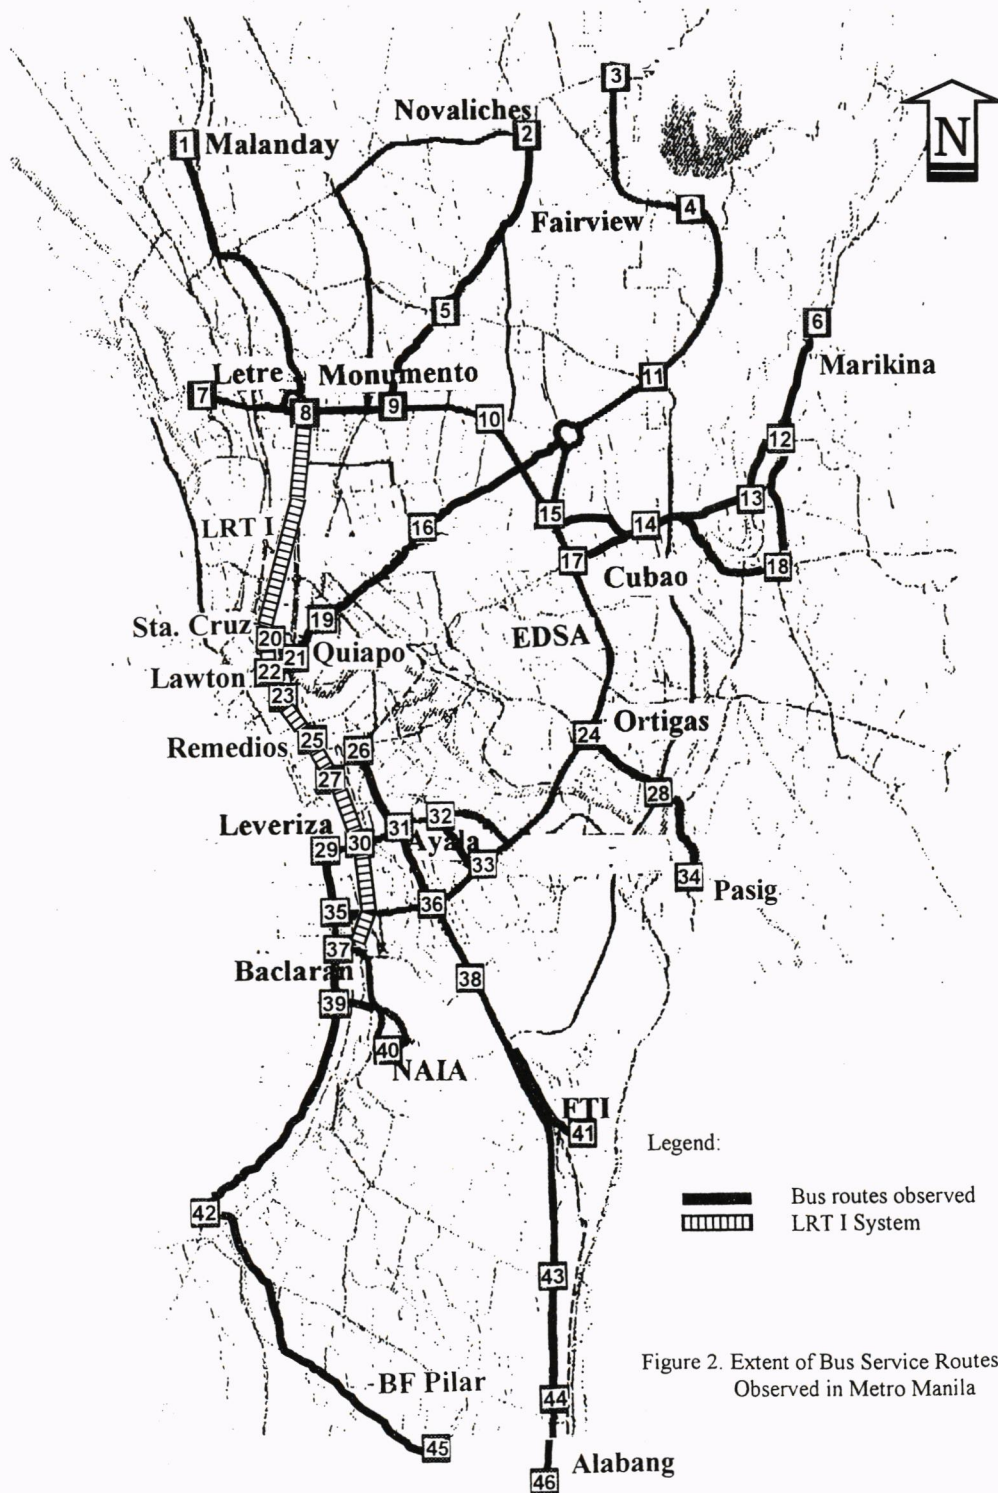 3
Novaliches
2
N
1
Malanday
4
Fairview
5
6
Marikina
Letre
Monumento
7
8
9
10
11
12
13
LRT I
16
15
14
17
18
Cubao
19
Sta. Cruz
20
EDSA
21
Quiapo
Lawton
22
23
Ortigas
24
Remedios
25
26
27
28
Leveriza
31
32
Ayala
29
30
33
34
Pasig
35
36
37
Baclaran
38
39
40
NAIA
FTI
41
Legend:
Bus routes observed
LRT I System
42
43
Figure 2. Extent of Bus Service Routes
Observed in Metro Manila
BF Pilar
44
45
Alabang
46